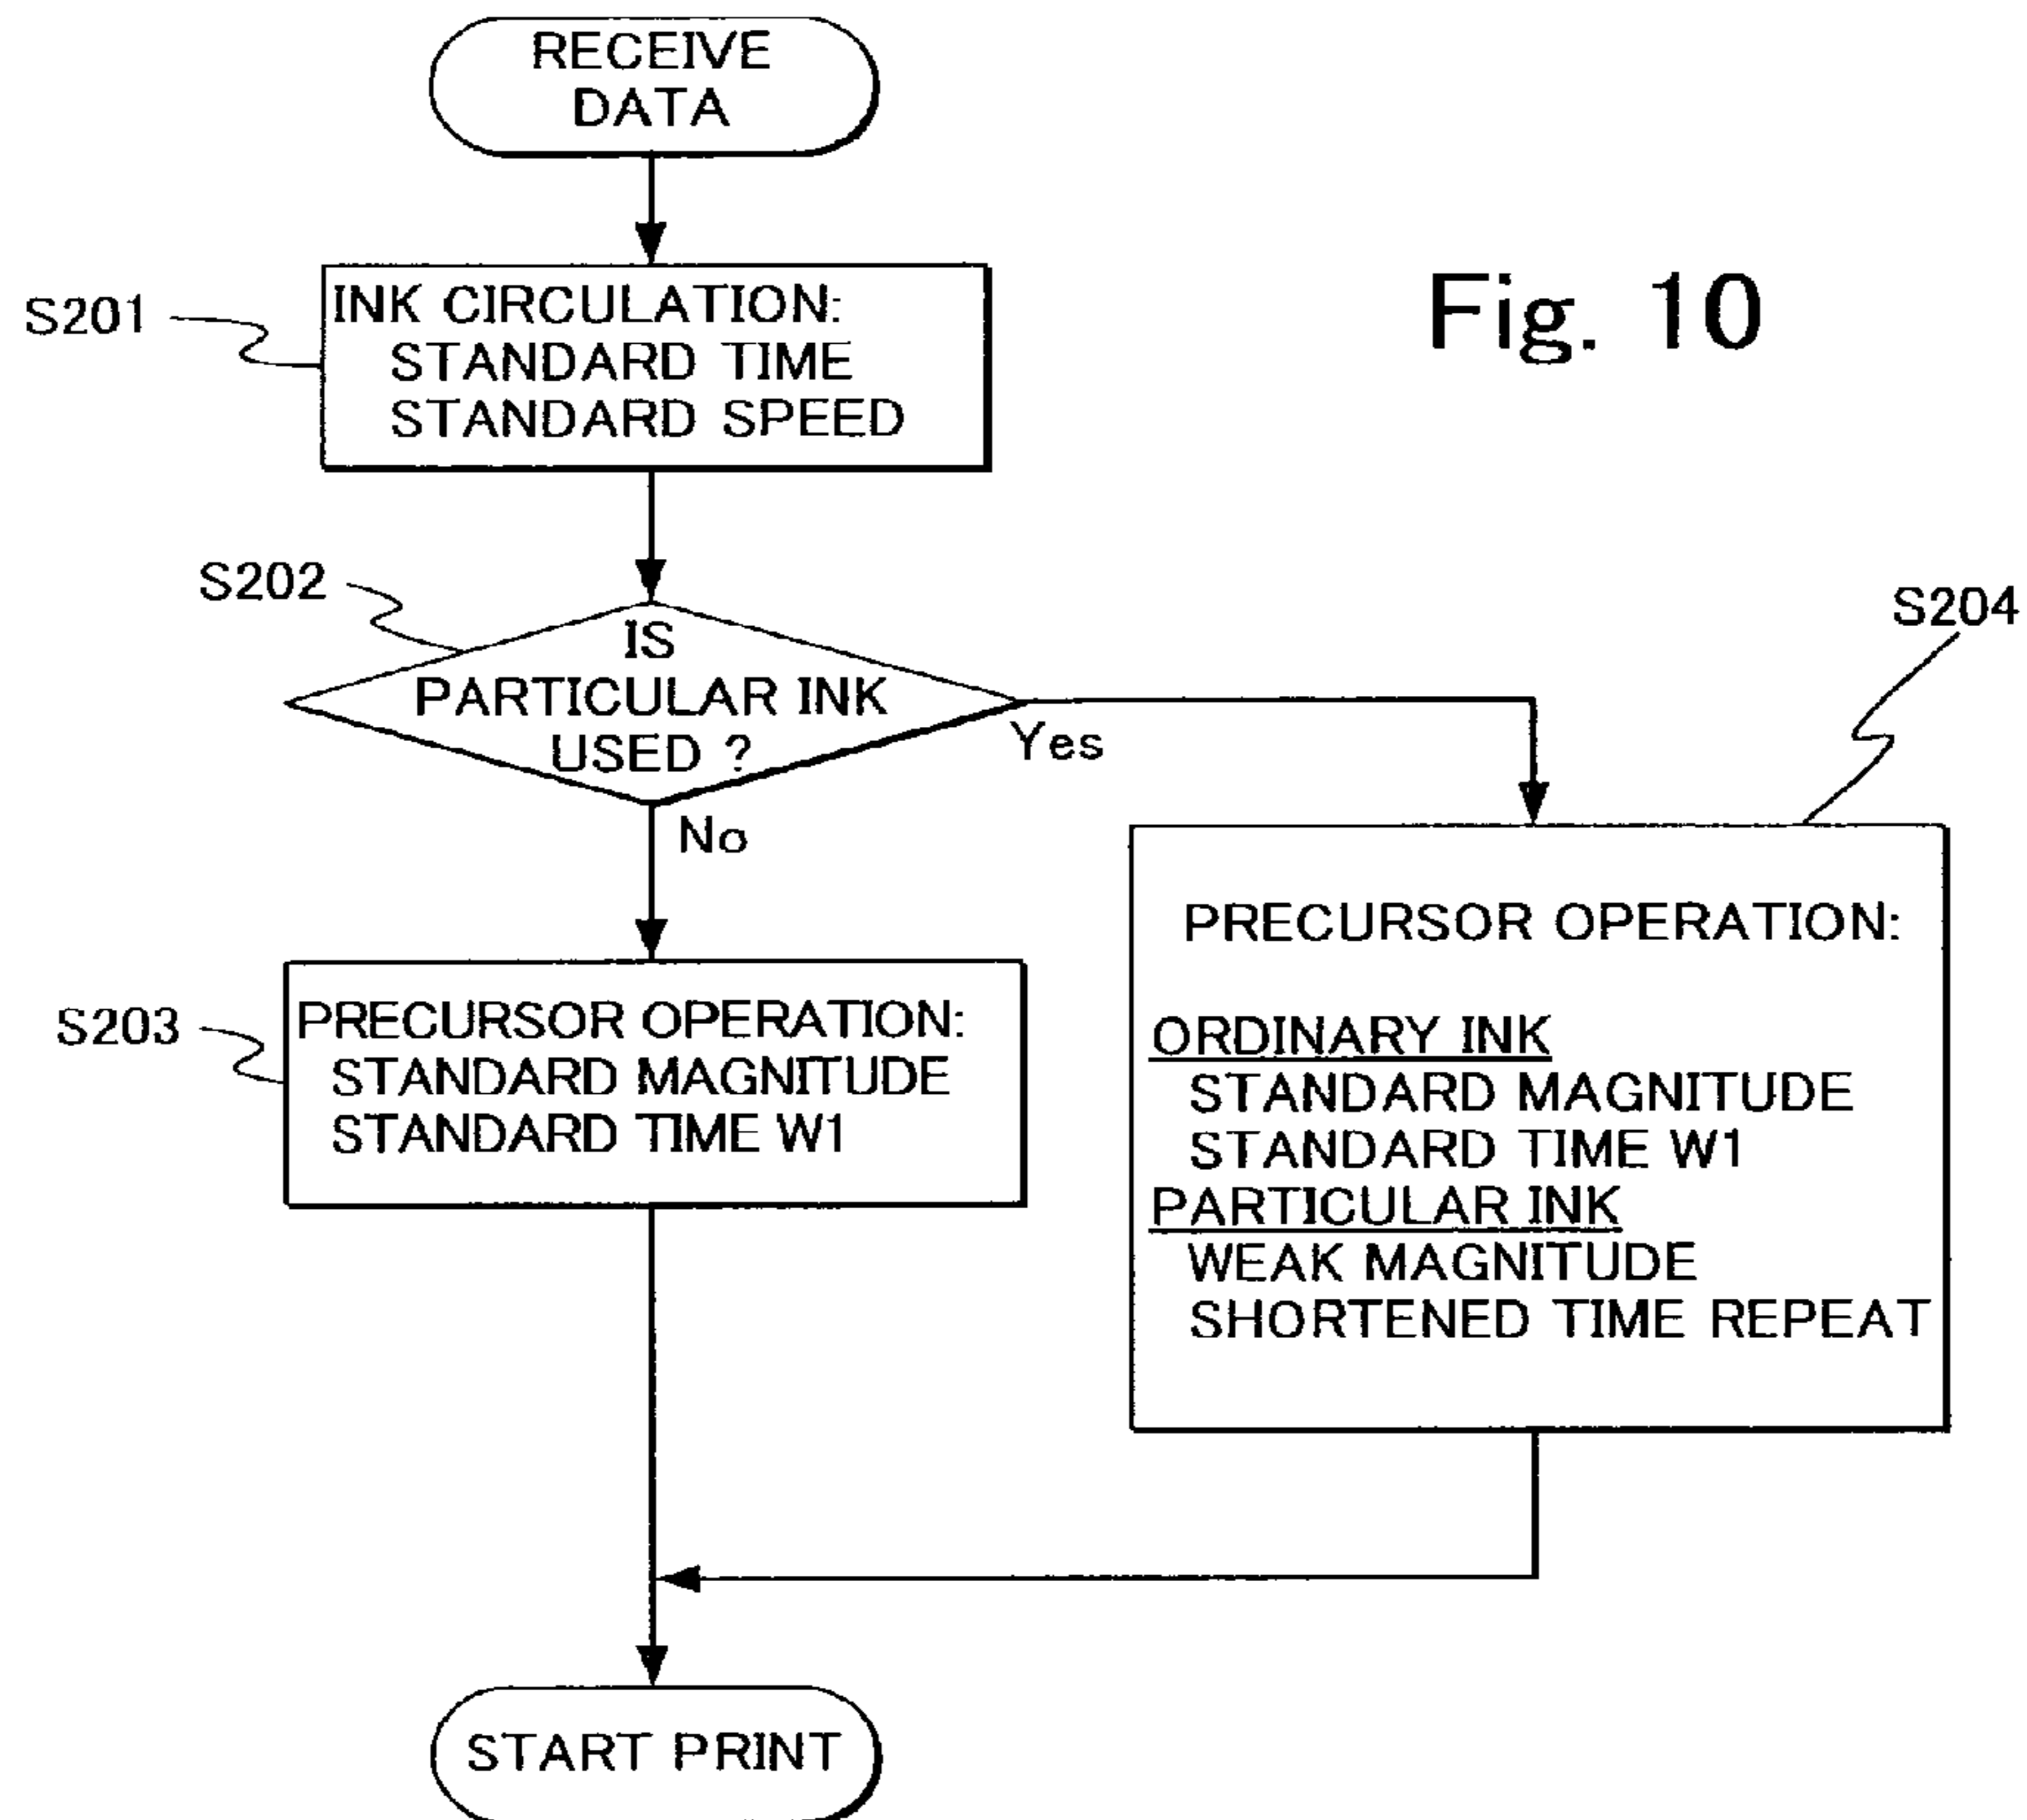 RECEIVE
DATA
Fig. 10
S201
INK CIRCULATION:
STANDARD TIME
STANDARD SPEED
S202
IS
PARTICULAR INK
USED ?
Yes
No
S203
PRECURSOR OPERATION:
STANDARD MAGNITUDE
STANDARD TIME W1
S204
PRECURSOR OPERATION:
ORDINARY INK
STANDARD MAGNITUDE
STANDARD TIME W1
PARTICULAR INK
WEAK MAGNITUDE
SHORTENED TIME REPEAT
START PRINT